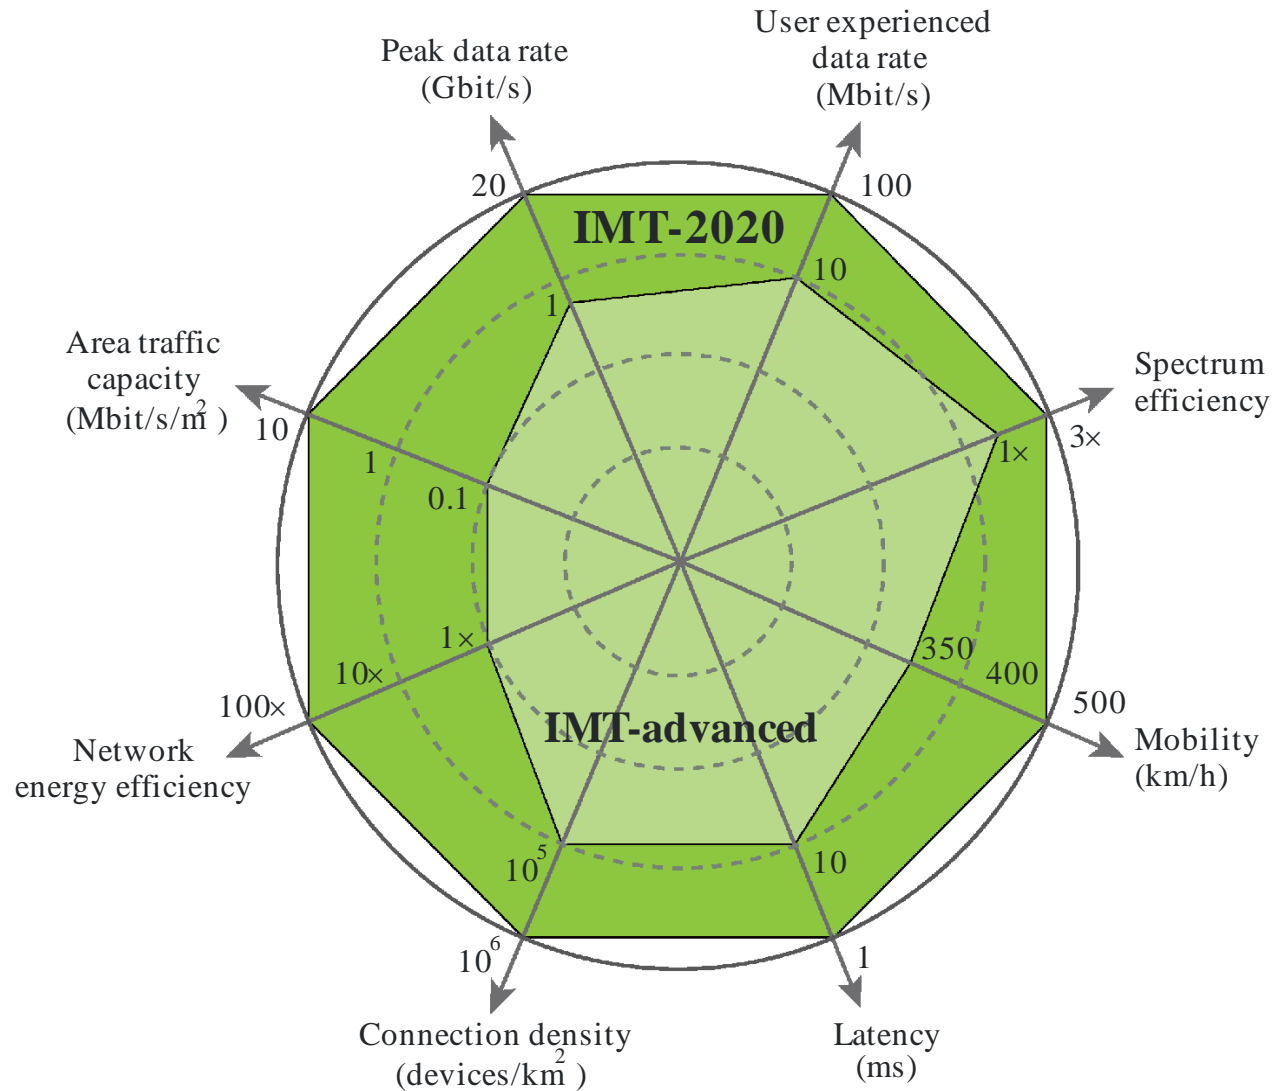 User experienced
data rate
(Mbit/s)
Peak data rate
(Gbit/s)
20
100
IMT-2020
10
1
Area traffic
capacity
(Mbit/s/m²)
Spectrum
efficiency
10
1
0.1
1×
3×
1×
10×
100×
350
400
500
Network
energy efficiency
IMT-advanced
Mobility
(km/h)
10⁵
10
10⁶
1
Connection density
(devices/km²)
Latency
(ms)